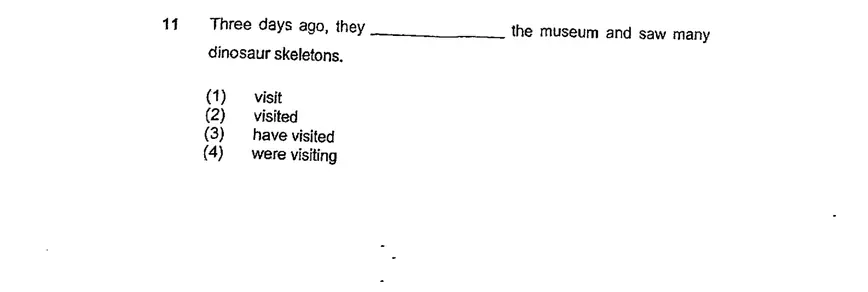 11 Three days ago, they ______________ the museum and saw many
dinosaur skeletons.
(1) visit
(2) visited
(3) have visited
(4) were visiting